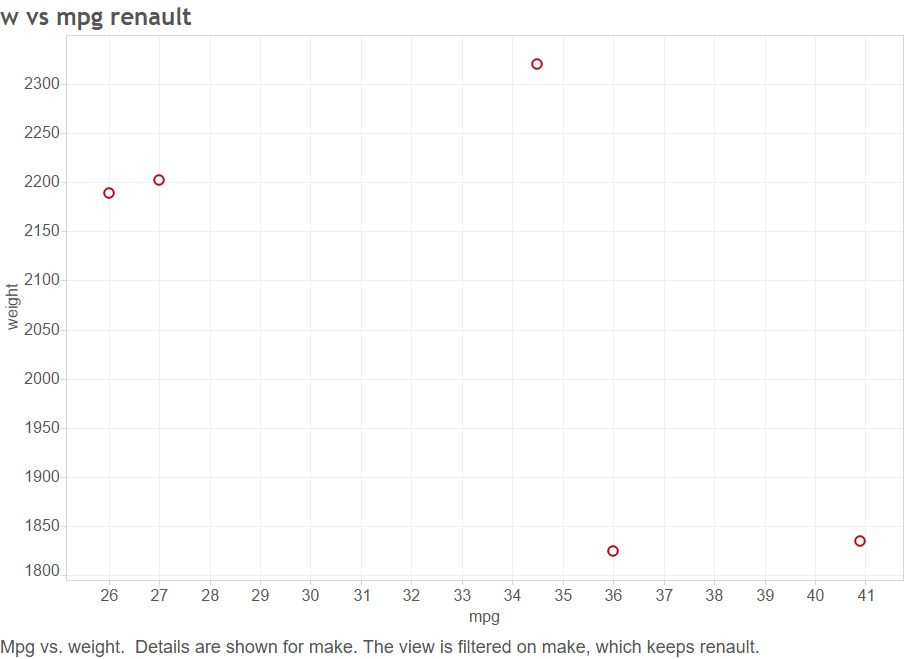 w vs mpg renault
2300
2250
2200
2150
2100
2050
2000
1950
1900
1850
1800
weight
26 27 28 29 30 31 32 33 34 35 36 37 38 39 40 41
mpg
Mpg vs. weight.  Details are shown for make. The view is filtered on make, which keeps renault.